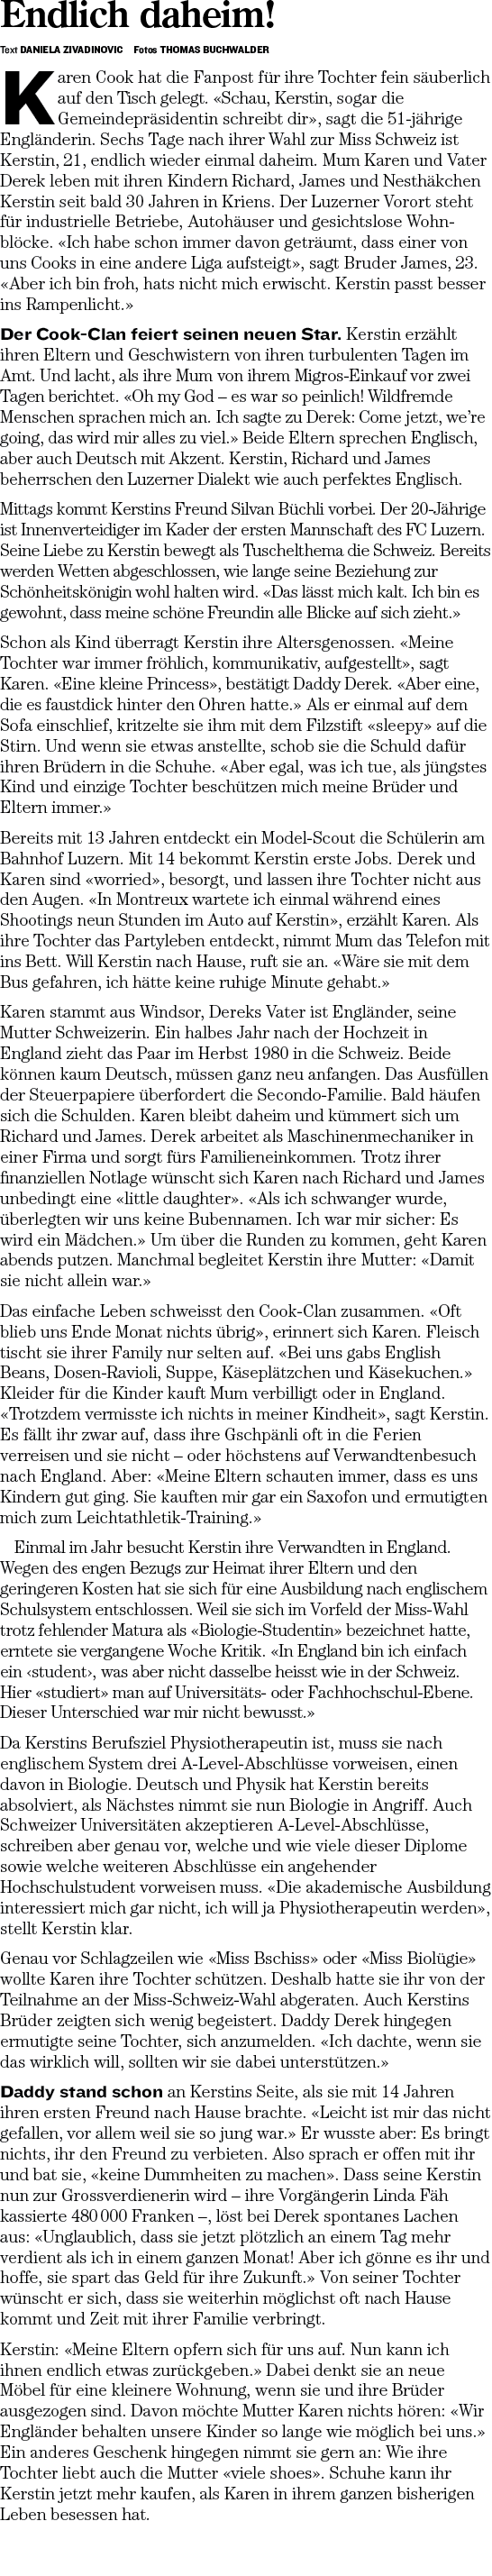 Endlich daheim!
Text DANIELA ZIVADINOVIC Fotos THOMAS BUCHWALDER
Karen Cook hat die Fanpost für ihre Tochter fein säuberlich
auf den Tisch gelegt. «Schau, Kerstin, sogar die
Gemeindepräsidentin schreibt dir», sagt die 51-jährige
Engländerin. Sechs Tage nach ihrer Wahl zur Miss Schweiz ist
Kerstin, 21, endlich wieder einmal daheim. Mum Karen und Vater
Derek leben mit ihren Kindern Richard, James und Nesthäkchen
Kerstin seit bald 30 Jahren in Kriens. Der Luzerner Vorort steht
für industrielle Betriebe, Autohäuser und gesichtslose Wohn-
blöcke. «Ich habe schon immer davon geträumt, dass einer von
uns Cooks in eine andere Liga aufsteigt», sagt Bruder James, 23.
«Aber ich bin froh, hats nicht mich erwischt. Kerstin passt besser
ins Rampenlicht.»
Der Cook-Clan feiert seinen neuen Star. Kerstin erzählt
ihren Eltern und Geschwistern von ihren turbulenten Tagen im
Amt. Und lacht, als ihre Mum von ihrem Migros-Einkauf vor zwei
Tagen berichtet. «Oh my God – es war so peinlich! Wildfremde
Menschen sprachen mich an. Ich sagte zu Derek: Come jetzt, we're
going, das wird mir alles zu viel.» Beide Eltern sprechen Englisch,
aber auch Deutsch mit Akzent. Kerstin, Richard und James
beherrschen den Luzerner Dialekt wie auch perfektes Englisch.
Mittags kommt Kerstins Freund Silvan Büchli vorbei. Der 20-Jährige
ist Innenverteidiger im Kader der ersten Mannschaft des FC Luzern.
Seine Liebe zu Kerstin bewegt als Tuschelthema die Schweiz. Bereits
werden Wetten abgeschlossen, wie lange seine Beziehung zur
Schönheitskönigin wohl halten wird. «Das lässt mich kalt. Ich bin es
gewohnt, dass meine schöne Freundin alle Blicke auf sich zieht.»
Schon als Kind überragt Kerstin ihre Altersgenossen. «Meine
Tochter war immer fröhlich, kommunikativ, aufgestellt», sagt
Karen. «Eine kleine Princess», bestätigt Daddy Derek. «Aber eine,
die es faustdick hinter den Ohren hatte.» Als er einmal auf dem
Sofa einschlief, kritzelte sie ihm mit dem Filzstift «sleepy» auf die
Stirn. Und wenn sie etwas anstellte, schob sie die Schuld dafür
ihren Brüdern in die Schuhe. «Aber egal, was ich tue, als jüngstes
Kind und einzige Tochter beschützen mich meine Brüder und
Eltern immer.»
Bereits mit 13 Jahren entdeckt ein Model-Scout die Schülerin am
Bahnhof Luzern. Mit 14 bekommt Kerstin erste Jobs. Derek und
Karen sind «worried», besorgt, und lassen ihre Tochter nicht aus
den Augen. «In Montreux wartete ich einmal während eines
Shootings neun Stunden im Auto auf Kerstin», erzählt Karen. Als
ihre Tochter das Partyleben entdeckt, nimmt Mum das Telefon mit
ins Bett. Will Kerstin nach Hause, ruft sie an. «Wäre sie mit dem
Bus gefahren, ich hätte keine ruhige Minute gehabt.»
Karen stammt aus Windsor, Dereks Vater ist Engländer, seine
Mutter Schweizerin. Ein halbes Jahr nach der Hochzeit in
England zieht das Paar im Herbst 1980 in die Schweiz. Beide
können kaum Deutsch, müssen ganz neu anfangen. Das Ausfüllen
der Steuerpapiere überfordert die Secondo-Familie. Bald häufen
sich die Schulden. Karen bleibt daheim und kümmert sich um
Richard und James. Derek arbeitet als Maschinenmechaniker in
einer Firma und sorgt fürs Familieneinkommen. Trotz ihrer
finanziellen Notlage wünscht sich Karen nach Richard und James
unbedingt eine «little daughter». «Als ich schwanger wurde,
überlegten wir uns keine Bubennamen. Ich war mir sicher: Es
wird ein Mädchen.» Um über die Runden zu kommen, geht Karen
abends putzen. Manchmal begleitet Kerstin ihre Mutter: «Damit
sie nicht allein war.»
Das einfache Leben schweisst den Cook-Clan zusammen. «Oft
blieb uns Ende Monat nichts übrig», erinnert sich Karen. Fleisch
tischt sie ihrer Family nur selten auf. «Bei uns gabs English
Beans, Dosen-Ravioli, Suppe, Käseplätzchen und Käsekuchen.»
Kleider für die Kinder kauft Mum verbilligt oder in England.
«Trotzdem vermisste ich nichts in meiner Kindheit», sagt Kerstin.
Es fällt ihr zwar auf, dass ihre Gschpänli oft in die Ferien
verreisen und sie nicht – oder höchstens auf Verwandtenbesuch
nach England. Aber: «Meine Eltern schauten immer, dass es uns
Kindern gut ging. Sie kauften mir gar ein Saxofon und ermutigten
mich zum Leichtathletik-Training.»
Einmal im Jahr besucht Kerstin ihre Verwandten in England.
Wegen des engen Bezugs zur Heimat ihrer Eltern und den
geringeren Kosten hat sie sich für eine Ausbildung nach englischem
Schulsystem entschlossen. Weil sie sich im Vorfeld der Miss-Wahl
trotz fehlender Matura als «Biologie-Studentin» bezeichnet hatte,
erntete sie vergangene Woche Kritik. «In England bin ich einfach
ein ‹student›, was aber nicht dasselbe heisst wie in der Schweiz.
Hier «studiert» man auf Universitäts- oder Fachhochschul-Ebene.
Dieser Unterschied war mir nicht bewusst.»
Da Kerstins Berufsziel Physiotherapeutin ist, muss sie nach
englischem System drei A-Level-Abschlüsse vorweisen, einen
davon in Biologie. Deutsch und Physik hat Kerstin bereits
absolviert, als Nächstes nimmt sie nun Biologie in Angriff. Auch
Schweizer Universitäten akzeptieren A-Level-Abschlüsse,
schreiben aber genau vor, welche und wie viele dieser Diplome
sowie welche weiteren Abschlüsse ein angehender
Hochschulstudent vorweisen muss. «Die akademische Ausbildung
interessiert mich gar nicht, ich will ja Physiotherapeutin werden»,
stellt Kerstin klar.
Genau vor Schlagzeilen wie «Miss Bschiss» oder «Miss Biolügie»
wollte Karen ihre Tochter schützen. Deshalb hatte sie ihr von der
Teilnahme an der Miss-Schweiz-Wahl abgeraten. Auch Kerstins
Brüder zeigten sich wenig begeistert. Daddy Derek hingegen
ermutigte seine Tochter, sich anzumelden. «Ich dachte, wenn sie
das wirklich will, sollten wir sie dabei unterstützen.»
Daddy stand schon an Kerstins Seite, als sie mit 14 Jahren
ihren ersten Freund nach Hause brachte. «Leicht ist mir das nicht
gefallen, vor allem weil sie so jung war.» Er wusste aber: Es bringt
nichts, ihr den Freund zu verbieten. Also sprach er offen mit ihr
und bat sie, «keine Dummheiten zu machen». Dass seine Kerstin
nun zur Grossverdienerin wird – ihre Vorgängerin Linda Fäh
kassierte 480 000 Franken –, löst bei Derek spontanes Lachen
aus: «Unglaublich, dass sie jetzt plötzlich an einem Tag mehr
verdient als ich in einem ganzen Monat! Aber ich gönne es ihr und
hoffe, sie spart das Geld für ihre Zukunft.» Von seiner Tochter
wünscht er sich, dass sie weiterhin möglichst oft nach Hause
kommt und Zeit mit ihrer Familie verbringt.
Kerstin: «Meine Eltern opfern sich für uns auf. Nun kann ich
ihnen endlich etwas zurückgeben.» Dabei denkt sie an neue
Möbel für eine kleinere Wohnung, wenn sie und ihre Brüder
ausgezogen sind. Davon möchte Mutter Karen nichts hören: «Wir
Engländer behalten unsere Kinder so lange wie möglich bei uns.»
Ein anderes Geschenk hingegen nimmt sie gern an: Wie ihre
Tochter liebt auch die Mutter «viele shoes». Schuhe kann ihr
Kerstin jetzt mehr kaufen, als Karen in ihrem ganzen bisherigen
Leben besessen hat.